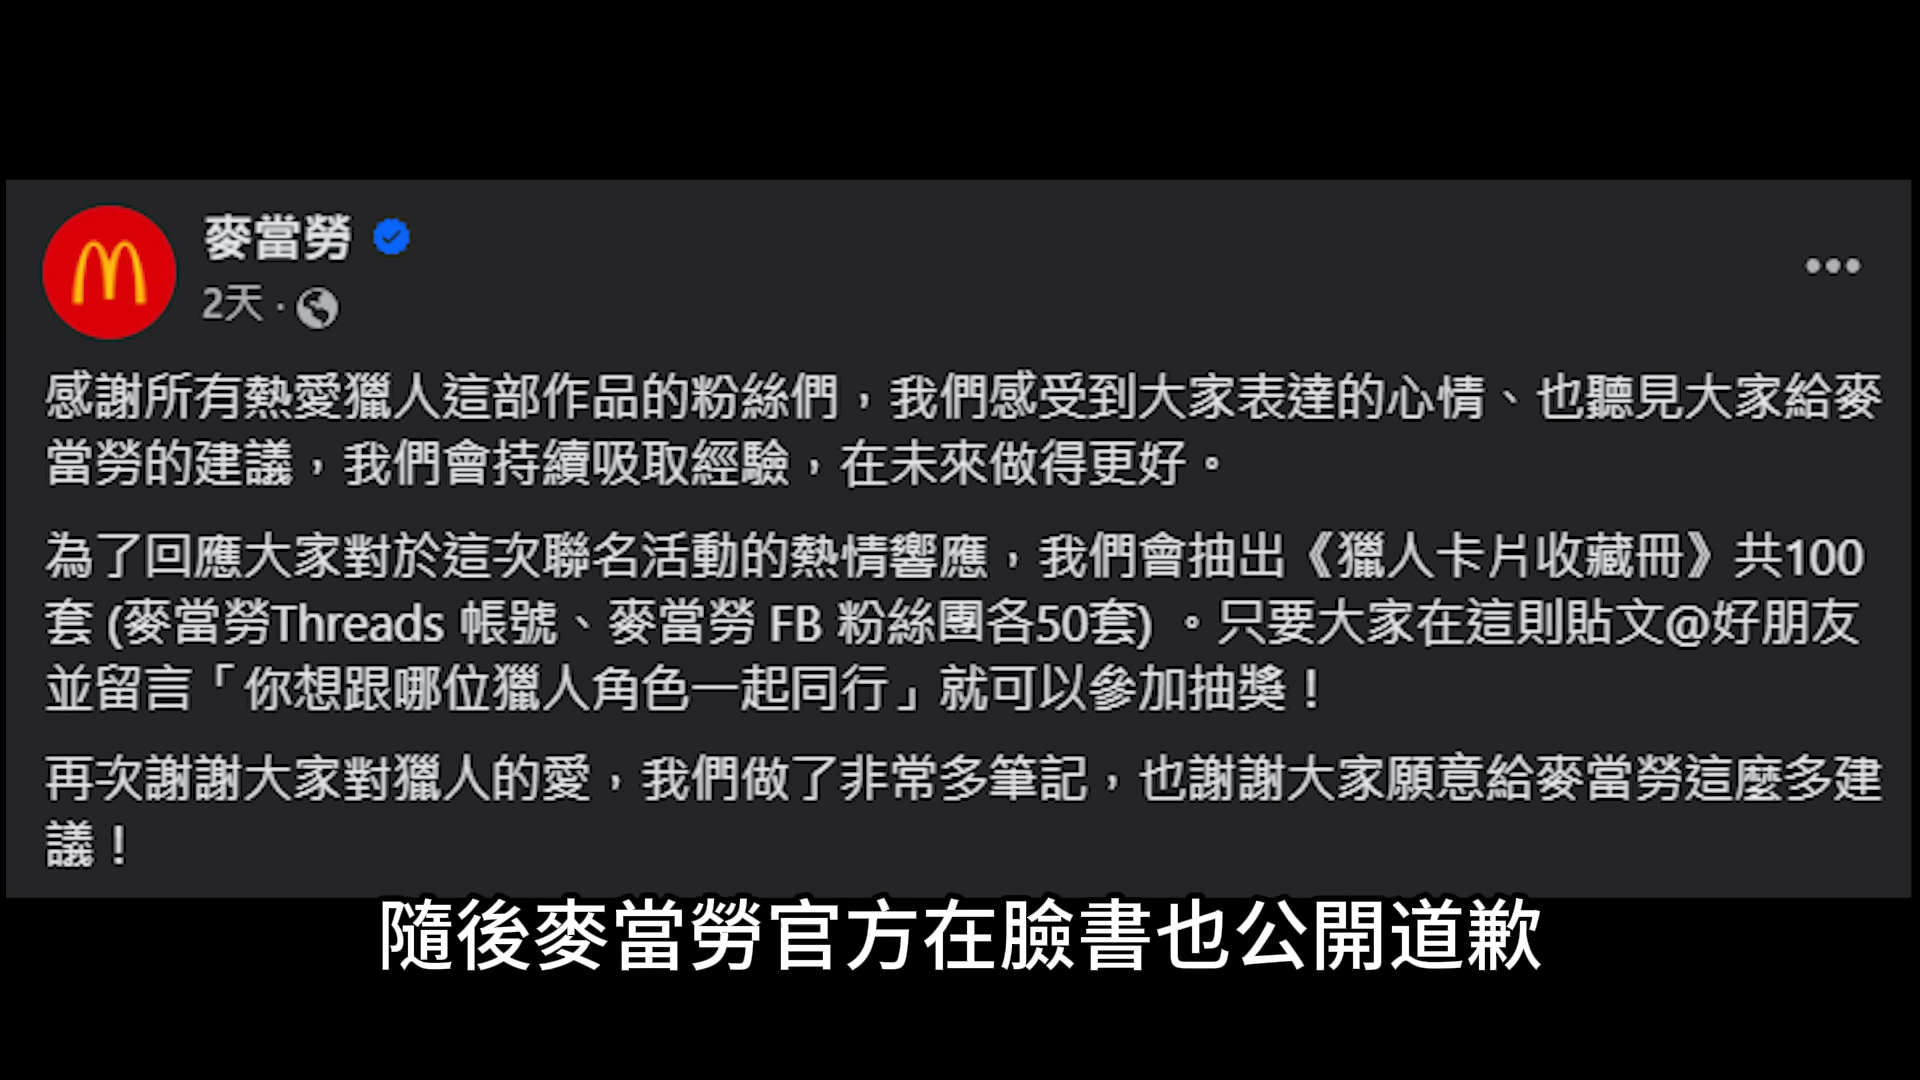 麥當勞
2天 ·
感謝所有熱愛獵人這部作品的粉絲們，我們感受到大家表達的心情、也聽見大家給麥
當勞的建議，我們會持續吸取經驗，在未來做得更好。
為了回應大家對於這次聯名活動的熱情響應，我們會抽出《獵人卡片收藏冊》共100
套 (麥當勞Threads 帳號、麥當勞 FB 粉絲團各50套) 。只要大家在這則貼文@好朋友
並留言「你想跟哪位獵人角色一起同行」就可以參加抽獎！
再次謝謝大家對獵人的愛，我們做了非常多筆記，也謝謝大家願意給麥當勞這麼多建
議！
隨後麥當勞官方在臉書也公開道歉